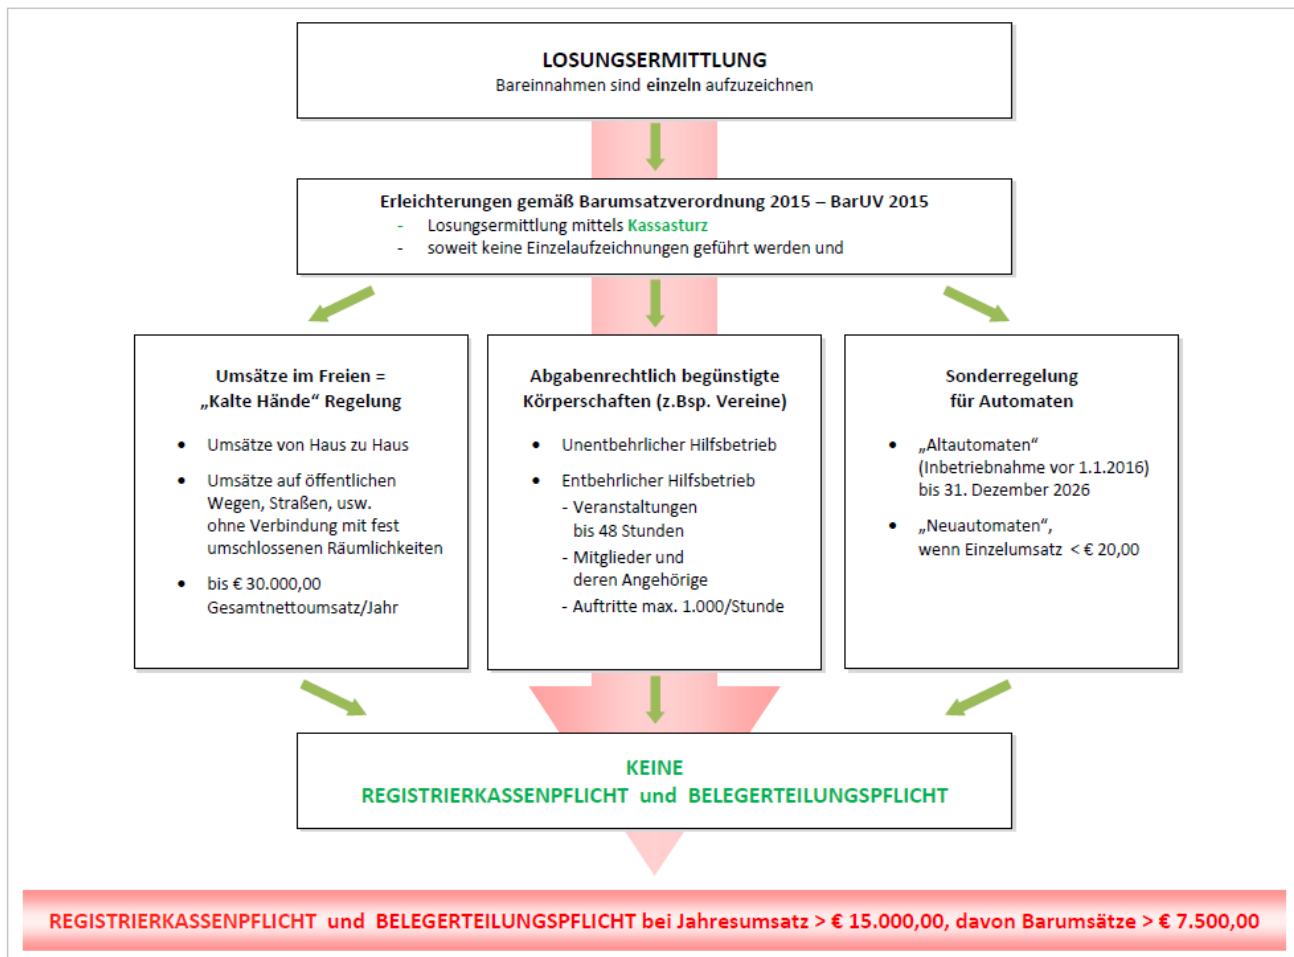 LOSUNGSERMITTLUNG
Bareinnahmen sind einzeln aufzuzeichnen
Erleichterungen gemäß Barumsatzverordnung 2015 – BarUV 2015
- Losungsermittlung mittels Kassasturz
- soweit keine Einzelaufzeichnungen geführt werden und
Umsätze im Freien =
„Kalte Hände“ Regelung
• Umsätze von Haus zu Haus
• Umsätze auf öffentlichen
Wegen, Straßen, usw.
ohne Verbindung mit fest
umschlossenen Räumlichkeiten
• bis € 30.000,00
Gesamtnettoumsatz/Jahr
Abgabenrechtlich begünstigte
Körperschaften (z.Bsp. Vereine)
• Unentbehrlicher Hilfsbetrieb
• Entbehrlicher Hilfsbetrieb
- Veranstaltungen
bis 48 Stunden
- Mitglieder und
deren Angehörige
- Auftritte max. 1.000/Stunde
Sonderregelung
für Automaten
• „Altautomaten“
(Inbetriebnahme vor 1.1.2016)
bis 31. Dezember 2026
• „Neuautomaten“,
wenn Einzelumsatz < € 20,00
KEINE
REGISTRIERKASSENPFLICHT und BELEGERTEILUNGSPFLICHT
REGISTRIERKASSENPFLICHT und BELEGERTEILUNGSPFLICHT bei Jahresumsatz > € 15.000,00, davon Barumsätze > € 7.500,00